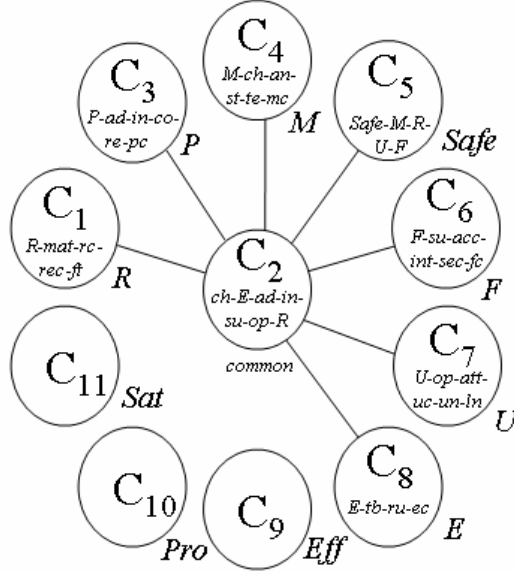 C4
M-ch-an-
st-te-mc
M
C3
P-ad-in-co-
re-pc
P
C5
Safe-M-R-
U-F
Safe
C1
R-mat-rc-
rec-ft
R
C6
F-su-acc-
int-sec-fc
F
C2
ch-E-ad-in-
su-op-R
common
C7
U-op-att-
uc-un-ln
U
C11
Sat
C8
E-tb-ru-ec
E
C10
Pro
C9
Eff